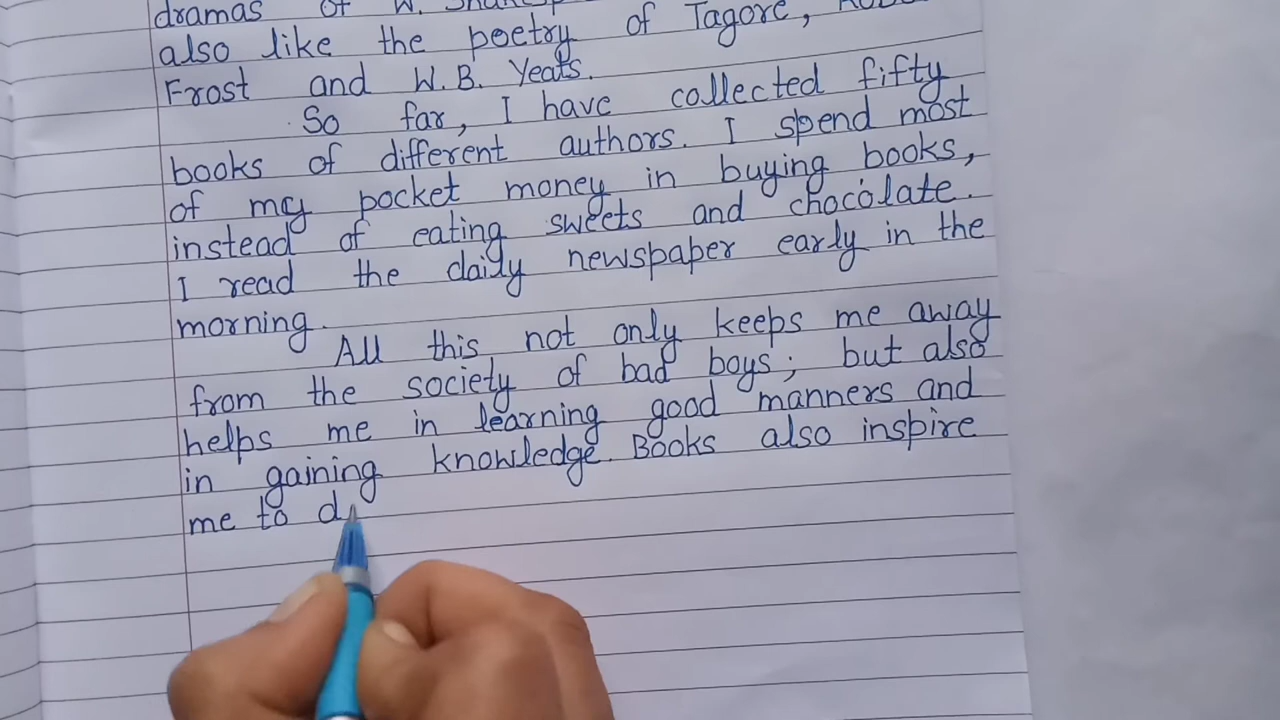 dramas of W.
also like the poetry of Tagore,
Frost and W.B. Yeats.
So far, I have collected fifty
books of different authors. I spend most
of my pocket money in buying books,
instead of eating sweets and chocolate.
I read the daily newspaper early in the
morning.
All this not only keeps me away
from the society of bad boys; but also
helps me in learning good manners and
in gaining knowledge. Books also inspire
me to